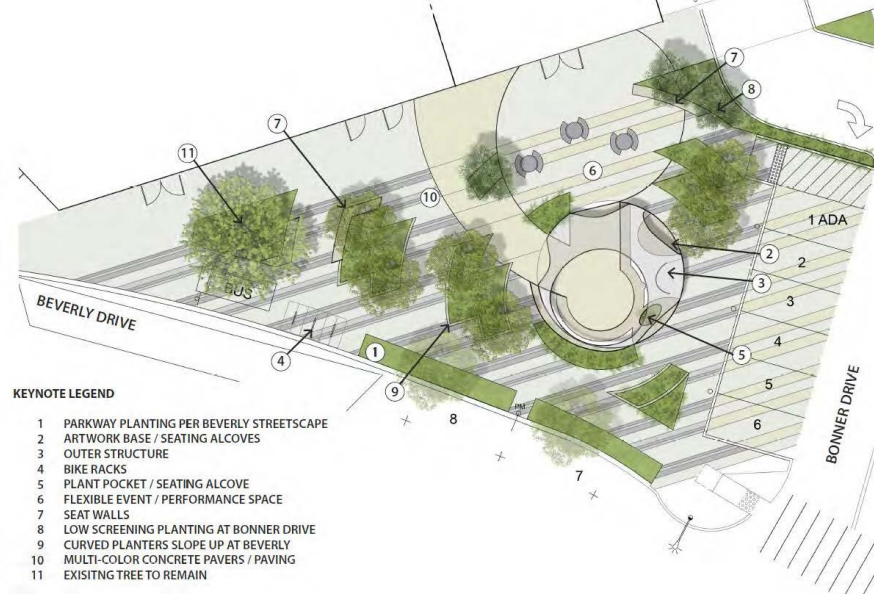 7
8
7
11
6
10
1 ADA
2
2
3
3
BUS
BEVERLY DRIVE
4
1
4
5
5
9
PM
8
6
7
BONNER DRIVE
KEYNOTE LEGEND
1 PARKWAY PLANTING PER BEVERLY STREETSCAPE
2 ARTWORK BASE / SEATING ALCOVES
3 OUTER STRUCTURE
4 BIKE RACKS
5 PLANT POCKET / SEATING ALCOVE
6 FLEXIBLE EVENT / PERFORMANCE SPACE
7 SEAT WALLS
8 LOW SCREENING PLANTING AT BONNER DRIVE
9 CURVED PLANTERS SLOPE UP AT BEVERLY
10 MULTI-COLOR CONCRETE PAVERS / PAVING
11 EXISITNG TREE TO REMAIN